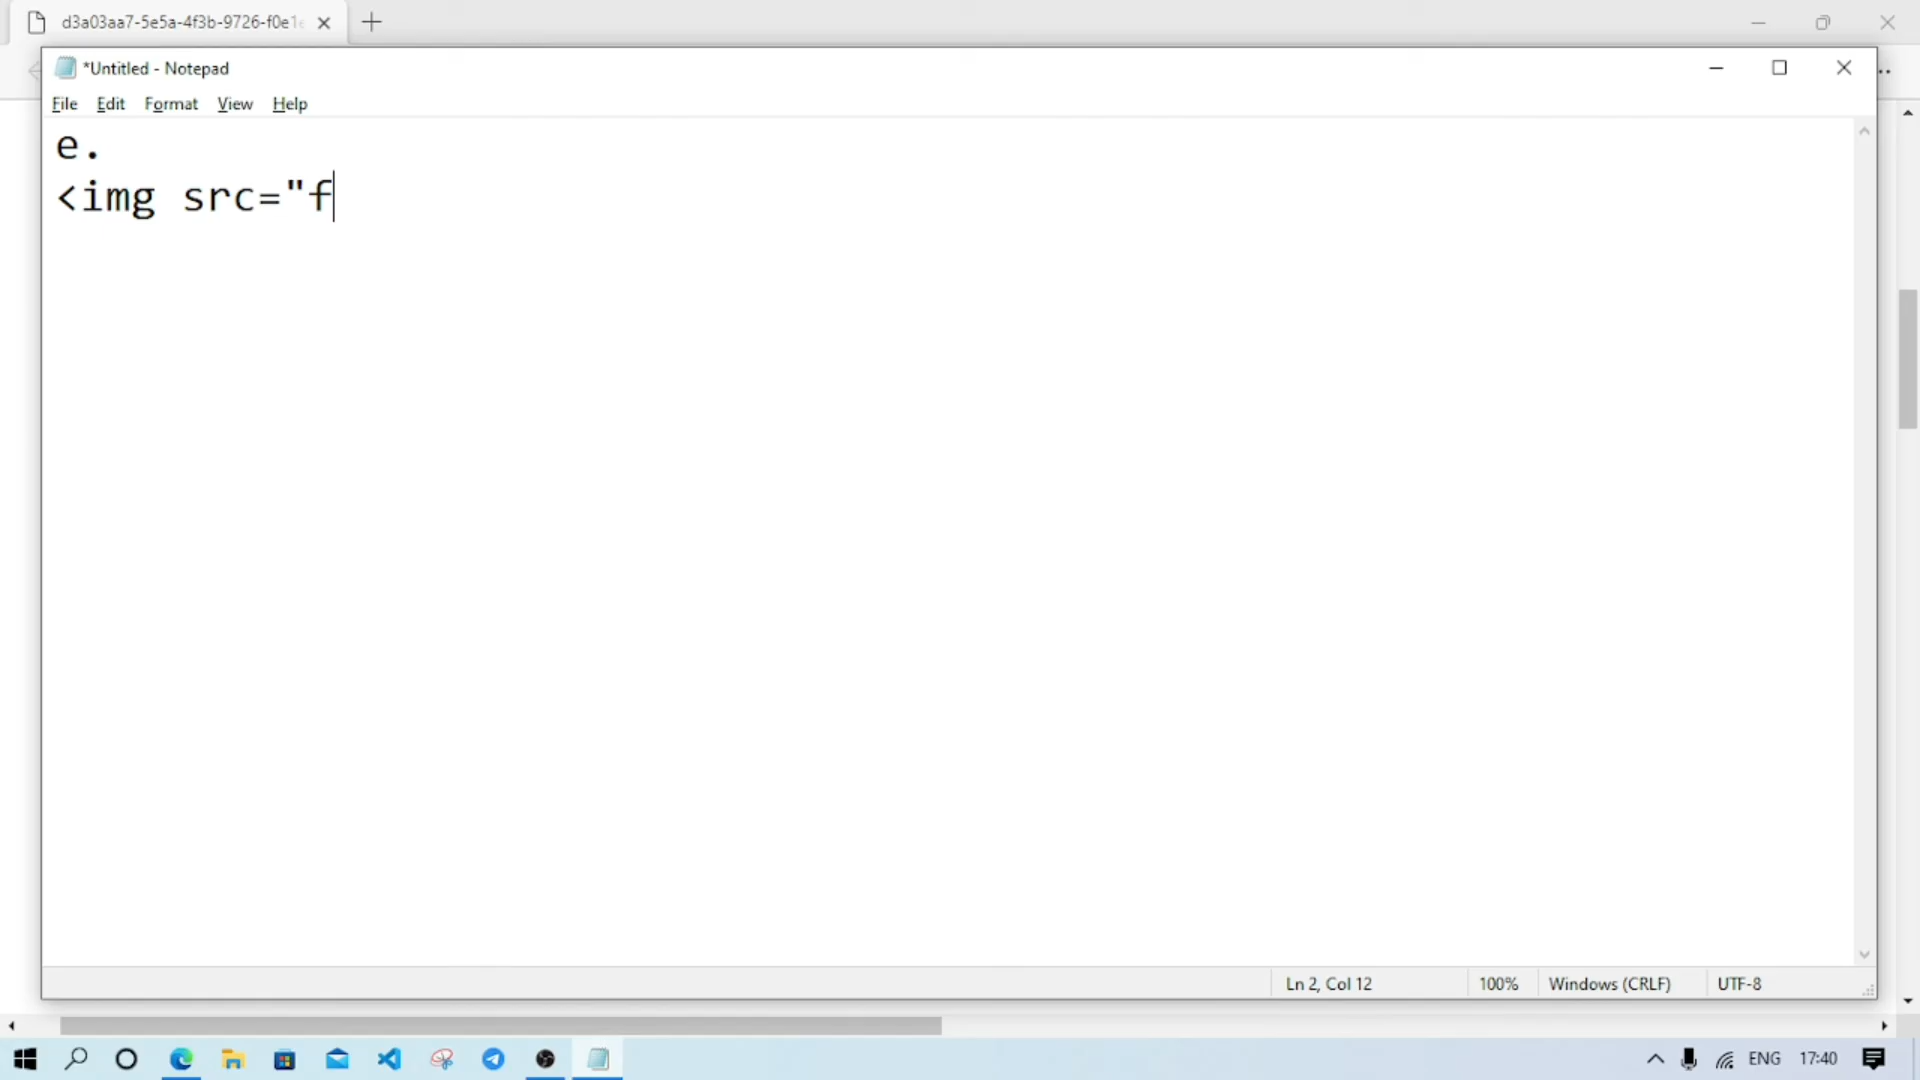 d3a03aa7-5e5a-4f3b-9726-f0e1e
*Untitled - Notepad
File Edit Format View Help
e.
<img src="f
Ln 2, Col 12 100% Windows (CRLF) UTF-8
ENG 17:40